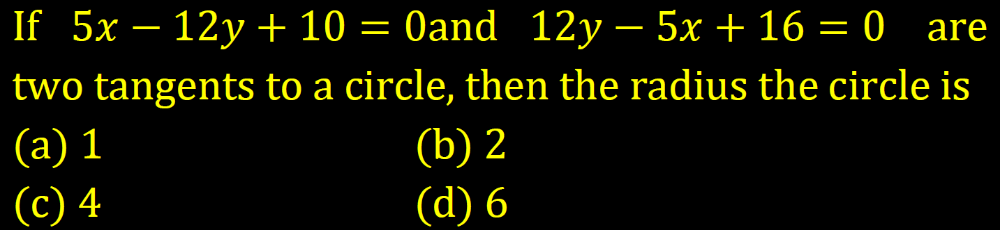 If 5x − 12y + 10 = 0and 12y − 5x + 16 = 0 are
two tangents to a circle, then the radius the circle is
(a) 1 (b) 2
(c) 4 (d) 6